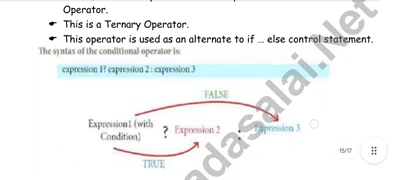 Operator.
☛ This is a Ternary Operator.
☛ This operator is used as an alternate to if ... else control statement.
The syntax of the conditional operator is:
expression 1? expression 2 : expression 3
FALSE
Expression1 (with Condition) ? Expression 2 : Expression 3
TRUE
adasalai.Net
15/17